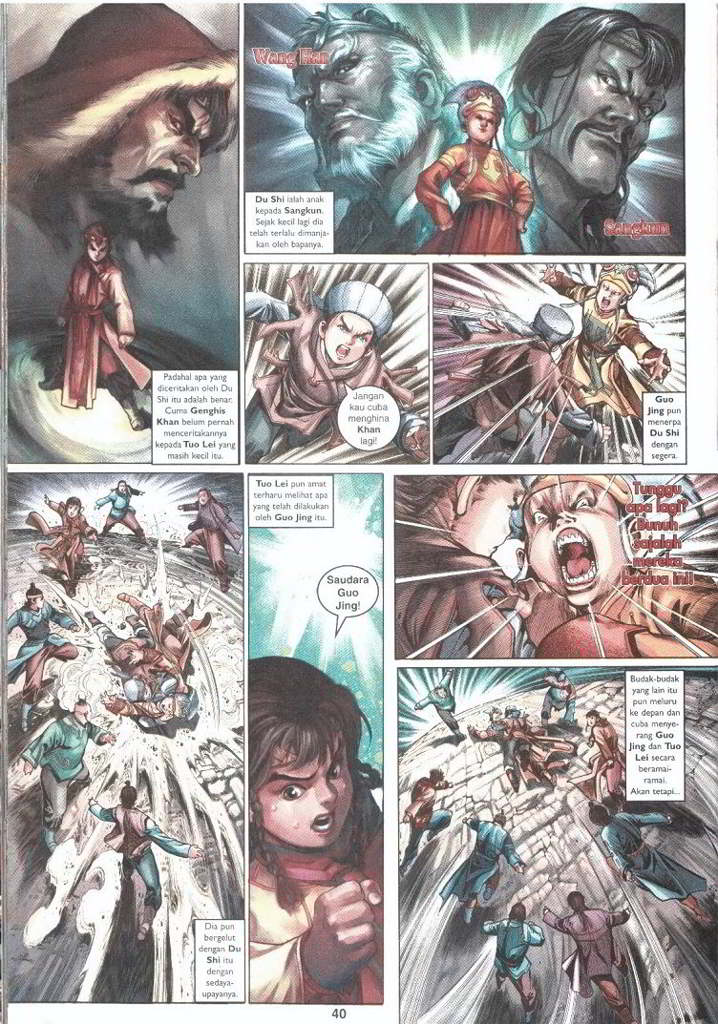 Padahal apa yang
diceritakan oleh Du
Shi itu adalah benar.
Cuma Genghis
Khan belum pernah
menceritakannya
kepada Tuo Lei yang
masih kecil itu.
Wang Han
Sangkun
Du Shi ialah anak
kepada Sangkun.
Sejak kecil lagi dia
telah terlalu dimanja-
kan oleh bapanya.
Jangan
kau cuba
menghina
Khan
lagi!
Guo
Jing pun
menerpa
Du Shi
dengan
segera.
Dia pun
bergelut
dengan Du
Shi itu
dengan
sedaya-
upayanya.
Tuo Lei pun amat
terharu melihat apa
yang telah dilakukan
oleh Guo Jing itu.
Saudara
Guo
Jing!
Tunggu
apa lagi?
Bunuh
sajalah
mereka
berdua ini!
Budak-budak
yang lain itu
pun meluru
ke depan dan
cuba menye-
rang Guo
Jing dan Tuo
Lei secara
beramai-
ramai.
Akan tetapi...
40